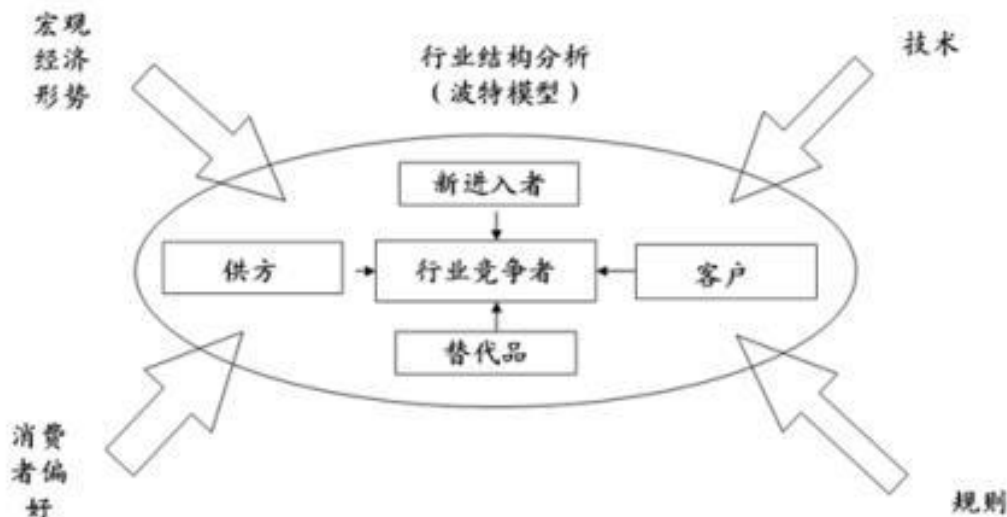 宏观
经济
形势
行业结构分析
（波特模型）
技术
新进入者
供方
行业竞争者
客户
替代品
消费
者偏
好
规则